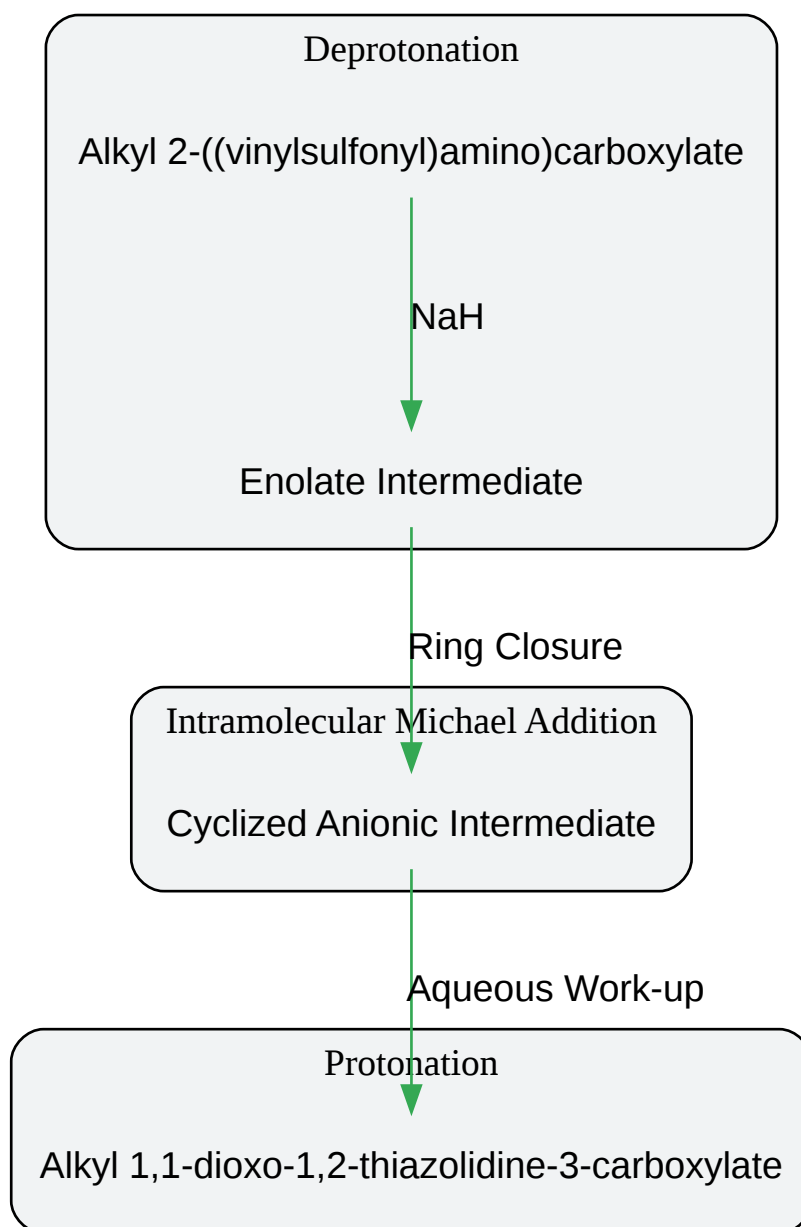 Deprotonation
Alkyl 2-((vinylsulfonyl)amino)carboxylate
NaH
Enolate Intermediate
Ring Closure
Intramolecular Michael Addition
Cyclized Anionic Intermediate
Aqueous Work-up
Protonation
Alkyl 1,1-dioxo-1,2-thiazolidine-3-carboxylate